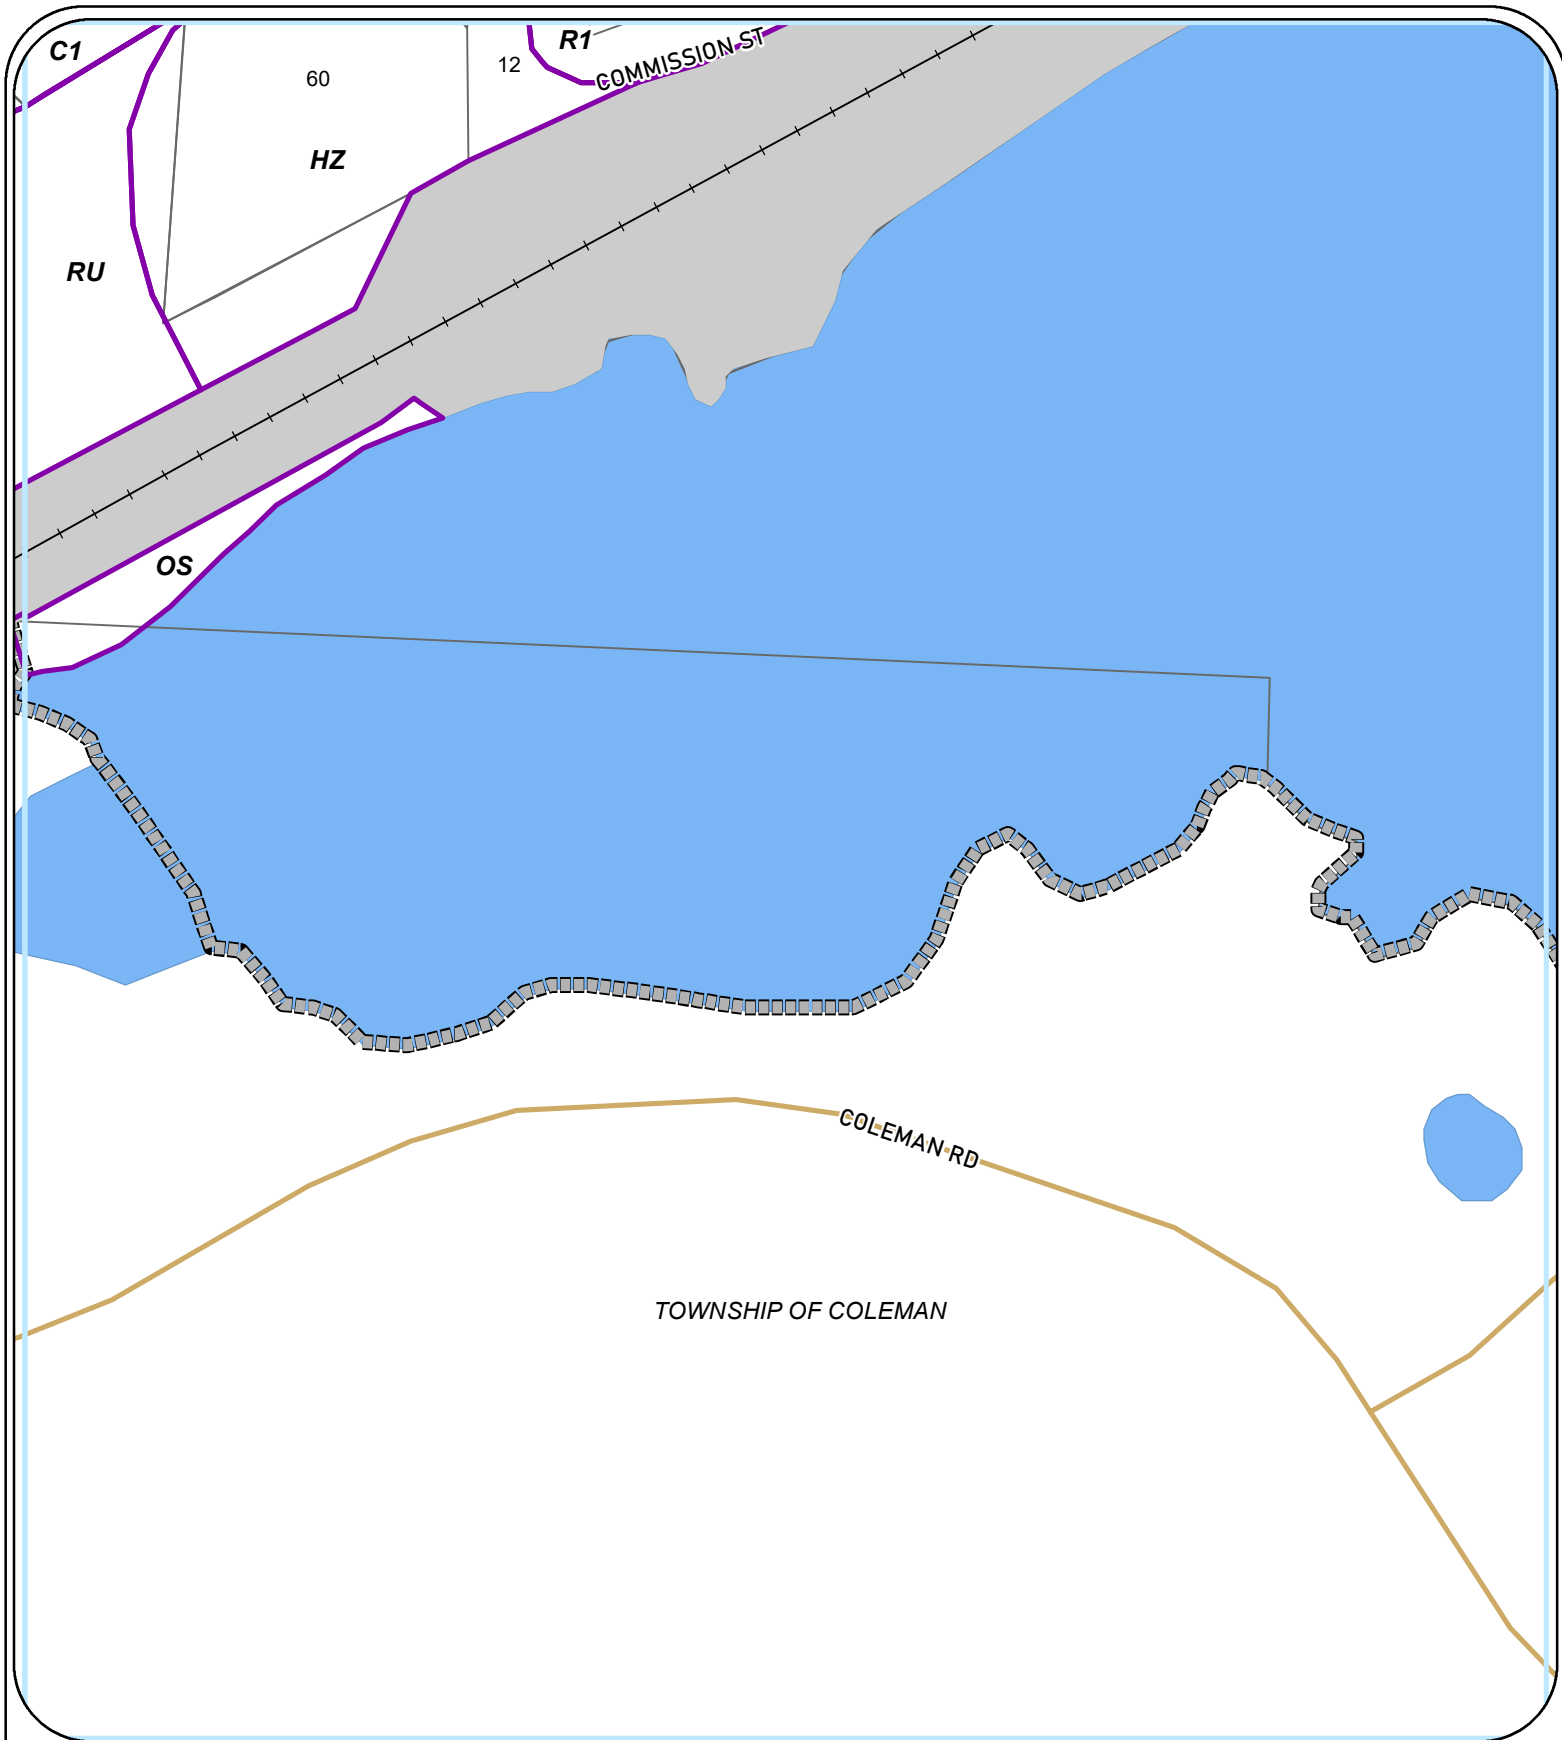 C1
R1
COMMISSION ST
60
12
HZ
RU
OS
COLEMAN RD
TOWNSHIP OF COLEMAN